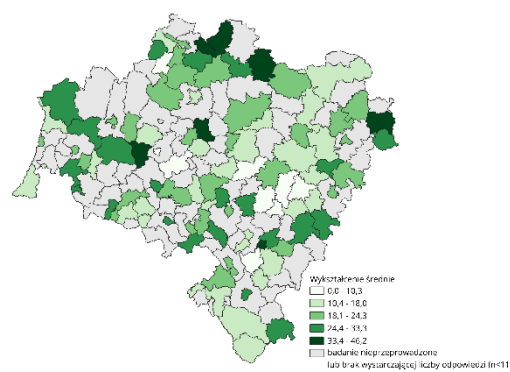 Wykształcenie średnie
0,0 - 10,3
10,4 - 18,0
18,1 - 24,3
24,4 - 33,3
33,4 - 46,2
badanie nieprzeprowadzone
lub brak wystarczającej liczby odpowiedzi (n<11